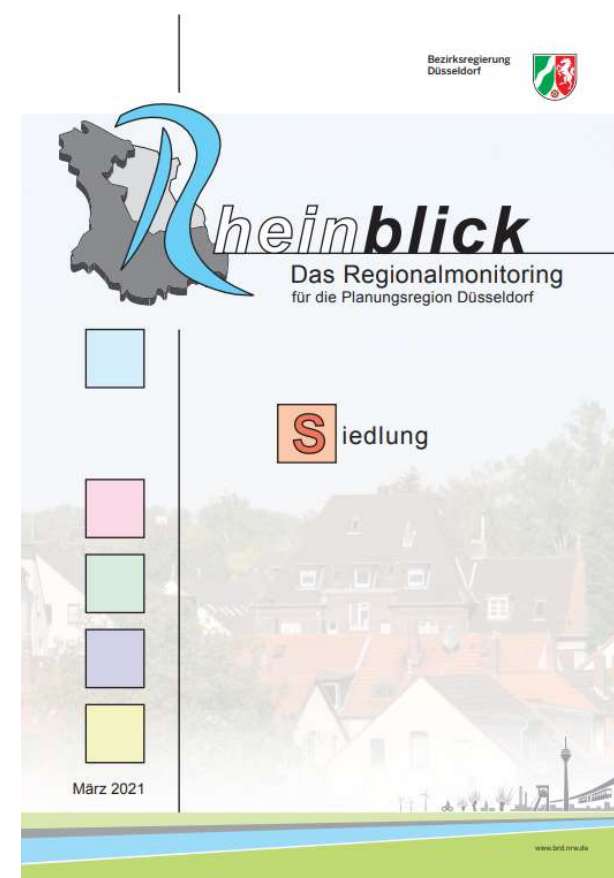 Bezirksregierung
Düsseldorf
Rheinblick
Das Regionalmonitoring
für die Planungsregion Düsseldorf
Siedlung
März 2021
www.brd.nrw.de